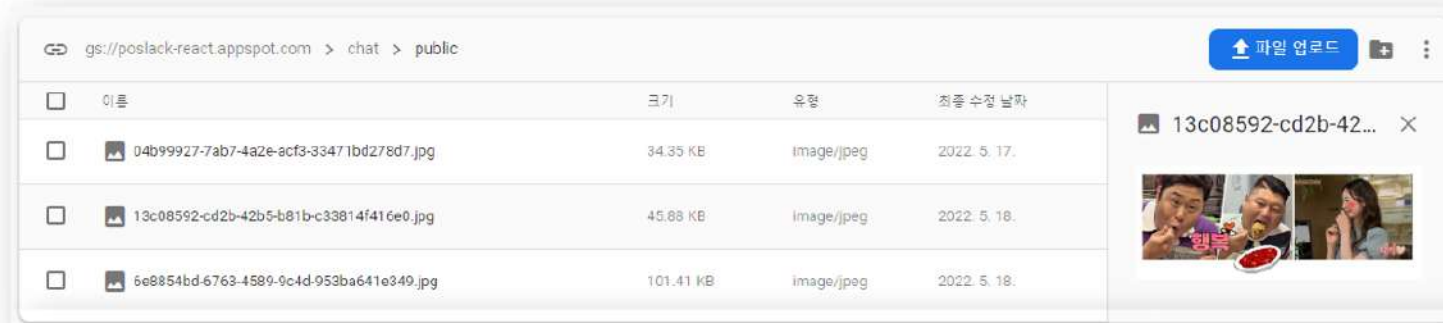 gs://poslack-react.appspot.com > chat > public
파일 업로드
이름 크기 유형 최종 수정 날짜
04b99927-7ab7-4a2e-acf3-33471bd278d7.jpg 34.35 KB image/jpeg 2022. 5. 17.
13c08592-cd2b-42b5-b81b-c33814f416e0.jpg 45.88 KB image/jpeg 2022. 5. 18.
6e8854bd-6763-4589-9c4d-953ba641e349.jpg 101.41 KB image/jpeg 2022. 5. 18.
13c08592-cd2b-42...
행복